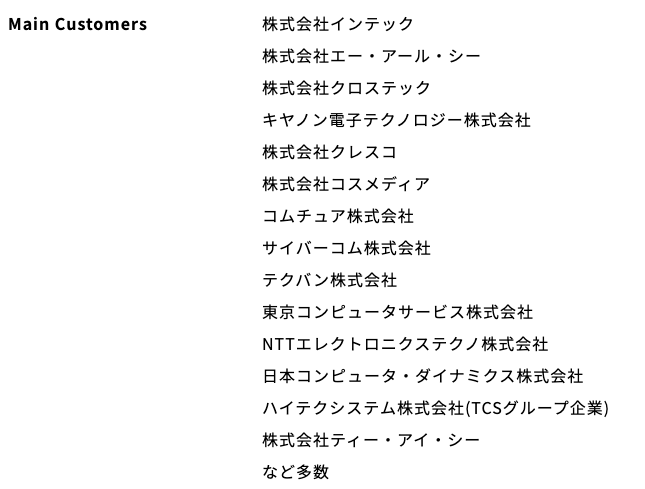 Main Customers
株式会社インテック
株式会社エー・アール・シー
株式会社クロステック
キヤノン電子テクノロジー株式会社
株式会社クレスコ
株式会社コスメディア
コムチュア株式会社
サイバーコム株式会社
テクバン株式会社
東京コンピュータサービス株式会社
NTTエレクトロニクステクノ株式会社
日本コンピュータ・ダイナミクス株式会社
ハイテクシステム株式会社(TCSグループ企業)
株式会社ティー・アイ・シー
など多数